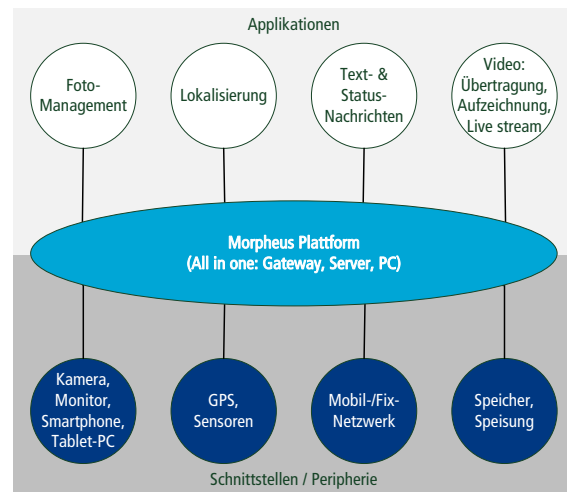 Applikationen
Foto-
Management
Lokalisierung
Text- &
Status-
Nachrichten
Video:
Übertragung,
Aufzeichnung,
Live stream
Morpheus Plattform
(All in one: Gateway, Server, PC)
Kamera,
Monitor,
Smartphone,
Tablet-PC
GPS,
Sensoren
Mobil-/Fix-
Netzwerk
Speicher,
Speisung
Schnittstellen / Peripherie